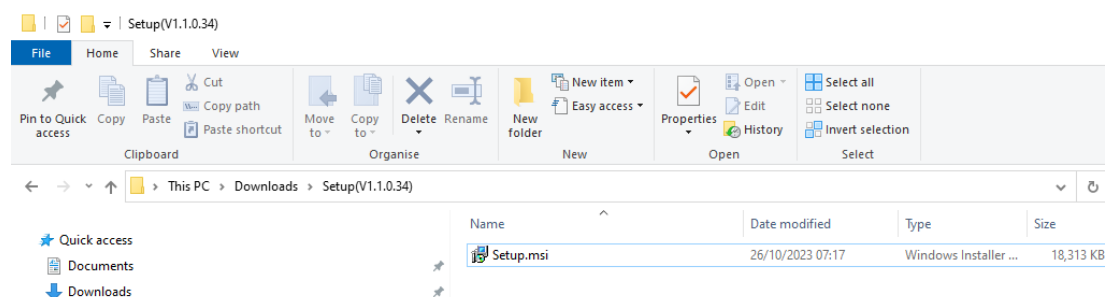 Setup(V1.1.0.34)
File Home Share View
Pin to Quick access
Copy
Paste
Cut
Copy path
Paste shortcut
Move to
Copy to
Delete
Rename
New folder
New item
Easy access
Properties
Open
Edit
History
Select all
Select none
Invert selection
Clipboard Organise New Open Select
This PC > Downloads > Setup(V1.1.0.34)
Name Date modified Type Size
Quick access
Setup.msi 26/10/2023 07:17 Windows Installer ... 18,313 KB
Documents
Downloads